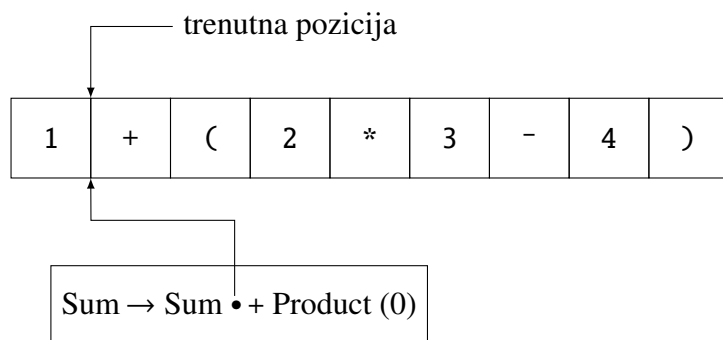 trenutna pozicija
1 + ( 2 * 3 - 4 )
Sum → Sum • + Product (0)